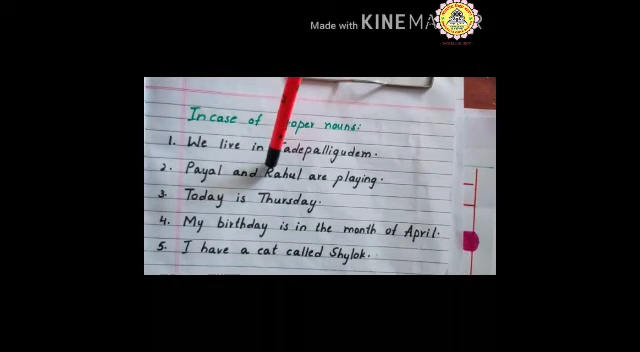 Made with KINEMA
In case of oper nouns:
1. We live in adepalligudem.
2. Payal and Rahul are playing.
3. Today is Thursday.
4. My birthday is in the month of April.
5. I have a cat called Shylok.